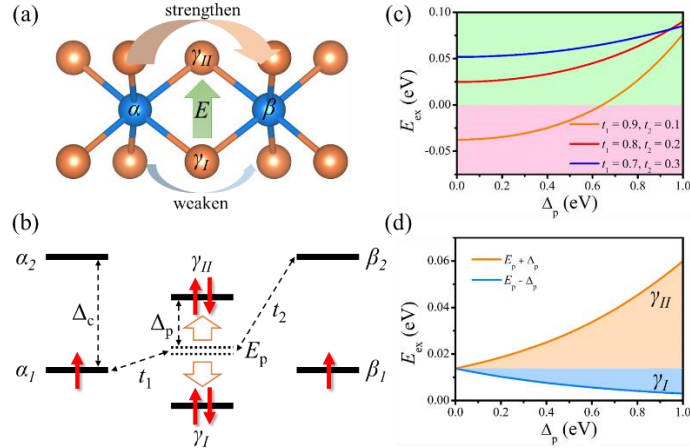 (a)
strengthen
γII
α
E
β
γI
weaken
(b)
α2
γII
β2
Δc
Δp
t2
Ep
α1
t1
β1
γI
(c)
0.10
0.05
0.00
-0.05
Eex (eV)
t1 = 0.9, t2 = 0.1
t1 = 0.8, t2 = 0.2
t1 = 0.7, t2 = 0.3
0.0 0.2 0.4 0.6 0.8 1.0
Δp (eV)
(d)
0.06
0.04
0.02
0.00
Eex (eV)
Ep + Δp
Ep - Δp
γII
γI
0.0 0.2 0.4 0.6 0.8 1.0
Δp (eV)